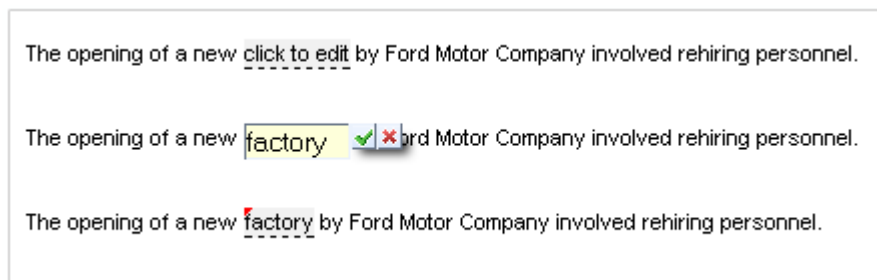 The opening of a new click to edit by Ford Motor Company involved rehiring personnel.
The opening of a new factory ord Motor Company involved rehiring personnel.
The opening of a new factory by Ford Motor Company involved rehiring personnel.